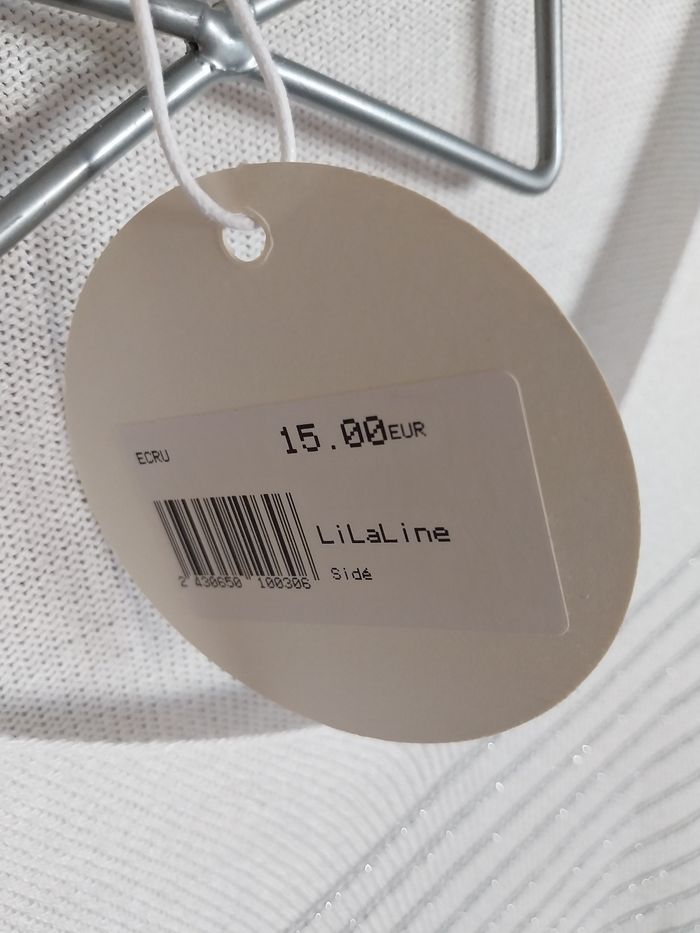 15.00EUR
ECRU
LiLaLine
2 430650 100306
Sidé